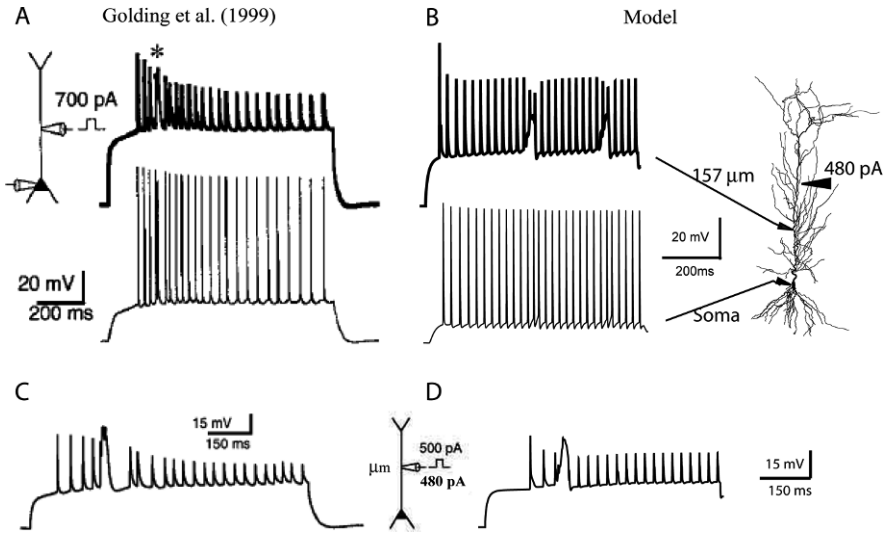 A
Golding et al. (1999)
*
700 pA
20 mV
200 ms
B
Model
157 µm
480 pA
20 mV
200ms
Soma
C
15 mV
150 ms
µm
500 pA
480 pA
D
15 mV
150 ms